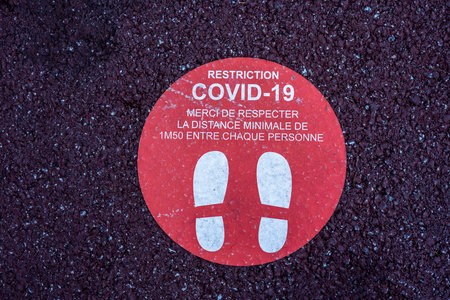 RESTRICTION
COVID-19
MERCI DE RESPECTER
LA DISTANCE MINIMALE DE
1M50 ENTRE CHAQUE PERSONNE